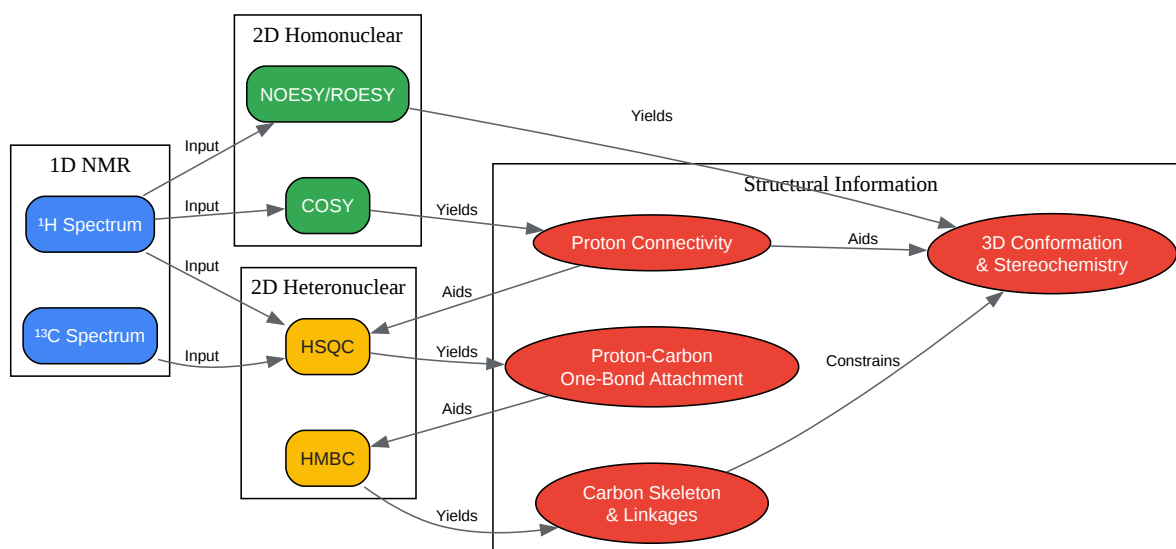 2D Homonuclear
NOESY/ROESY
Yields
Input
1D NMR
Structural Information
¹H Spectrum
Input
COSY
Yields
Proton Connectivity
Aids
3D Conformation
& Stereochemistry
Input
2D Heteronuclear
Aids
¹³C Spectrum
Input
HSQC
Yields
Proton-Carbon
One-Bond Attachment
Constrains
Aids
HMBC
Yields
Carbon Skeleton
& Linkages